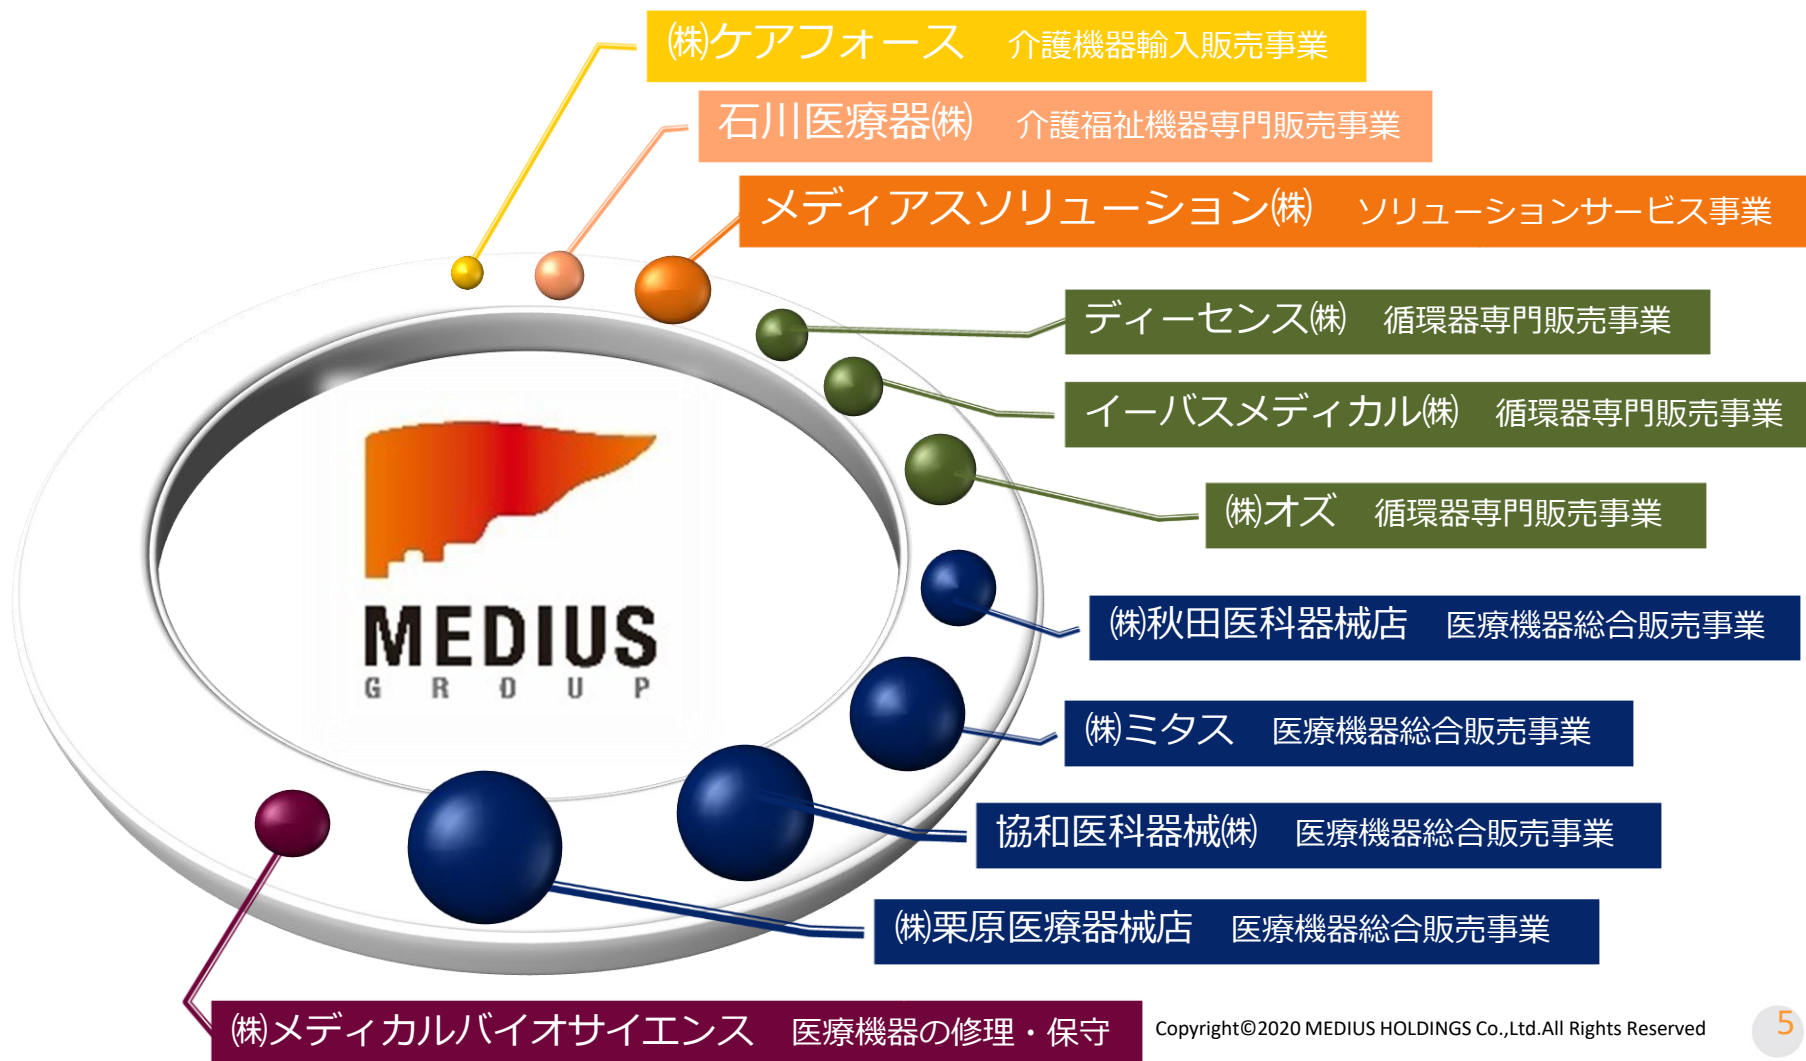 ㈱ケアフォース 介護機器輸入販売事業
石川医療器㈱ 介護福祉機器専門販売事業
メディアスソリューション㈱ ソリューションサービス事業
ディーセンス㈱ 循環器専門販売事業
イーバスメディカル㈱ 循環器専門販売事業
㈱オズ 循環器専門販売事業
㈱秋田医科器械店 医療機器総合販売事業
㈱ミタス 医療機器総合販売事業
協和医科器械㈱ 医療機器総合販売事業
㈱栗原医療器械店 医療機器総合販売事業
㈱メディカルバイオサイエンス 医療機器の修理・保守
MEDIUS
GROUP
Copyright©2020 MEDIUS HOLDINGS Co.,Ltd.All Rights Reserved
5